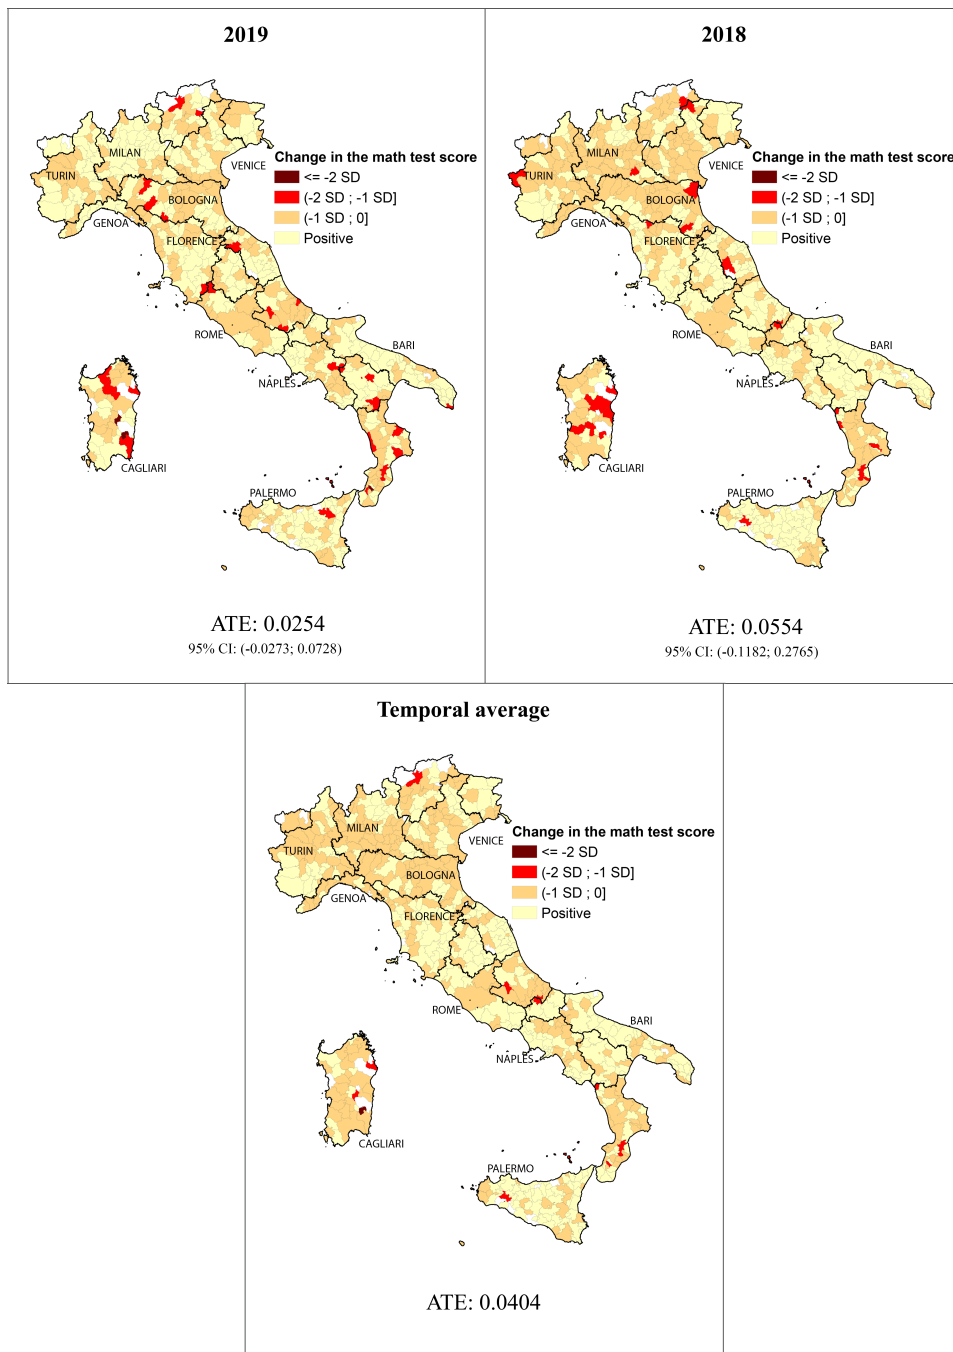 2019
MILAN
TURIN
VENICE
BOLOGNA
GENOA
FLORENCE
ROME
BARI
NAPLES
CAGLIARI
PALERMO
Change in the math test score
<= -2 SD
(-2 SD ; -1 SD]
(-1 SD ; 0]
Positive
ATE: 0.0254
95% CI: (-0.0273; 0.0728)
2018
MILAN
TURIN
VENICE
BOLOGNA
GENOA
FLORENCE
ROME
BARI
NAPLES
CAGLIARI
PALERMO
Change in the math test score
<= -2 SD
(-2 SD ; -1 SD]
(-1 SD ; 0]
Positive
ATE: 0.0554
95% CI: (-0.1182; 0.2765)
Temporal average
MILAN
TURIN
VENICE
BOLOGNA
GENOA
FLORENCE
ROME
BARI
NAPLES
CAGLIARI
PALERMO
Change in the math test score
<= -2 SD
(-2 SD ; -1 SD]
(-1 SD ; 0]
Positive
ATE: 0.0404